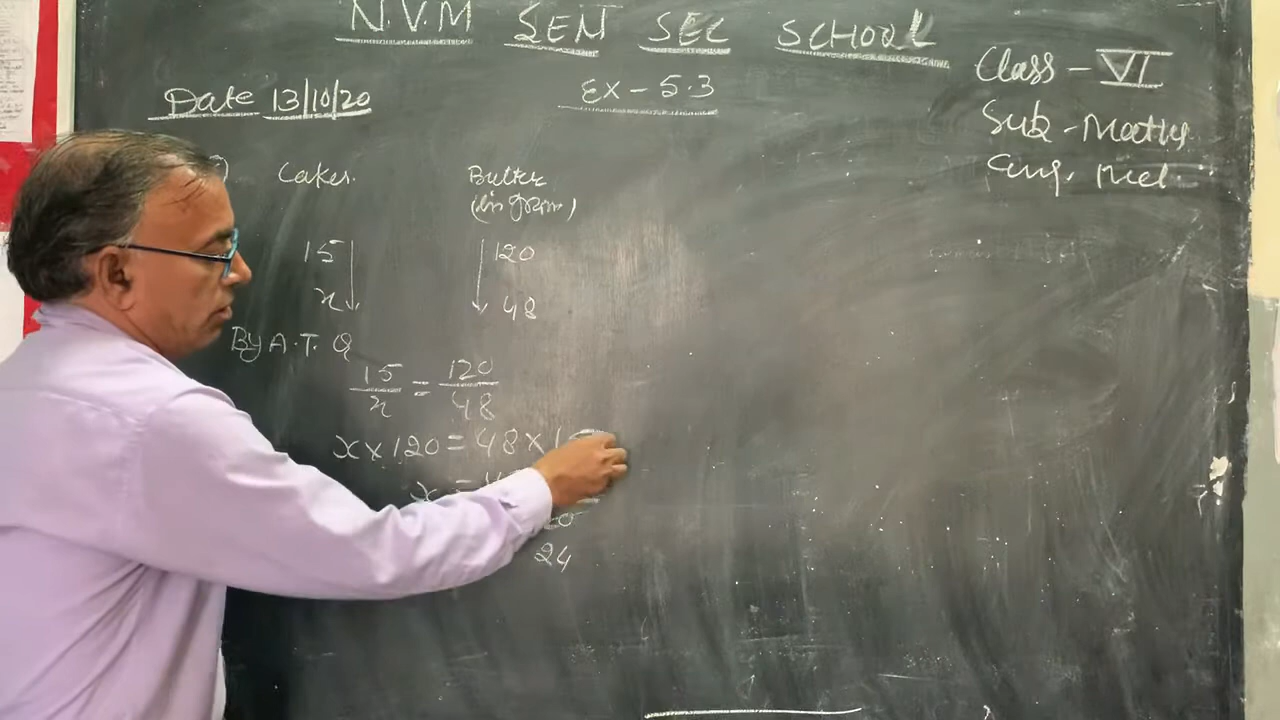 N.V.M SEN SEC SCHOOL
Class - VI
Date 13/10/20
Ex - 5.3
Sub - Maths
) Cakes.
Butter
(in gram)
15 120
x 48
By A.T.Q
15/x = 120/48
x x 120 = 48 x 1
x =
24